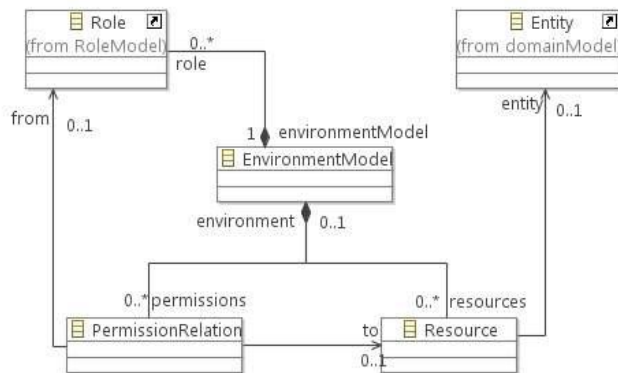 Role
(from RoleModel)
Entity
(from domainModel)
0..*
role
from
0..1
entity
0..1
1
environmentModel
EnvironmentModel
environment
0..1
0..*
permissions
0..*
resources
PermissionRelation
to
0..1
Resource